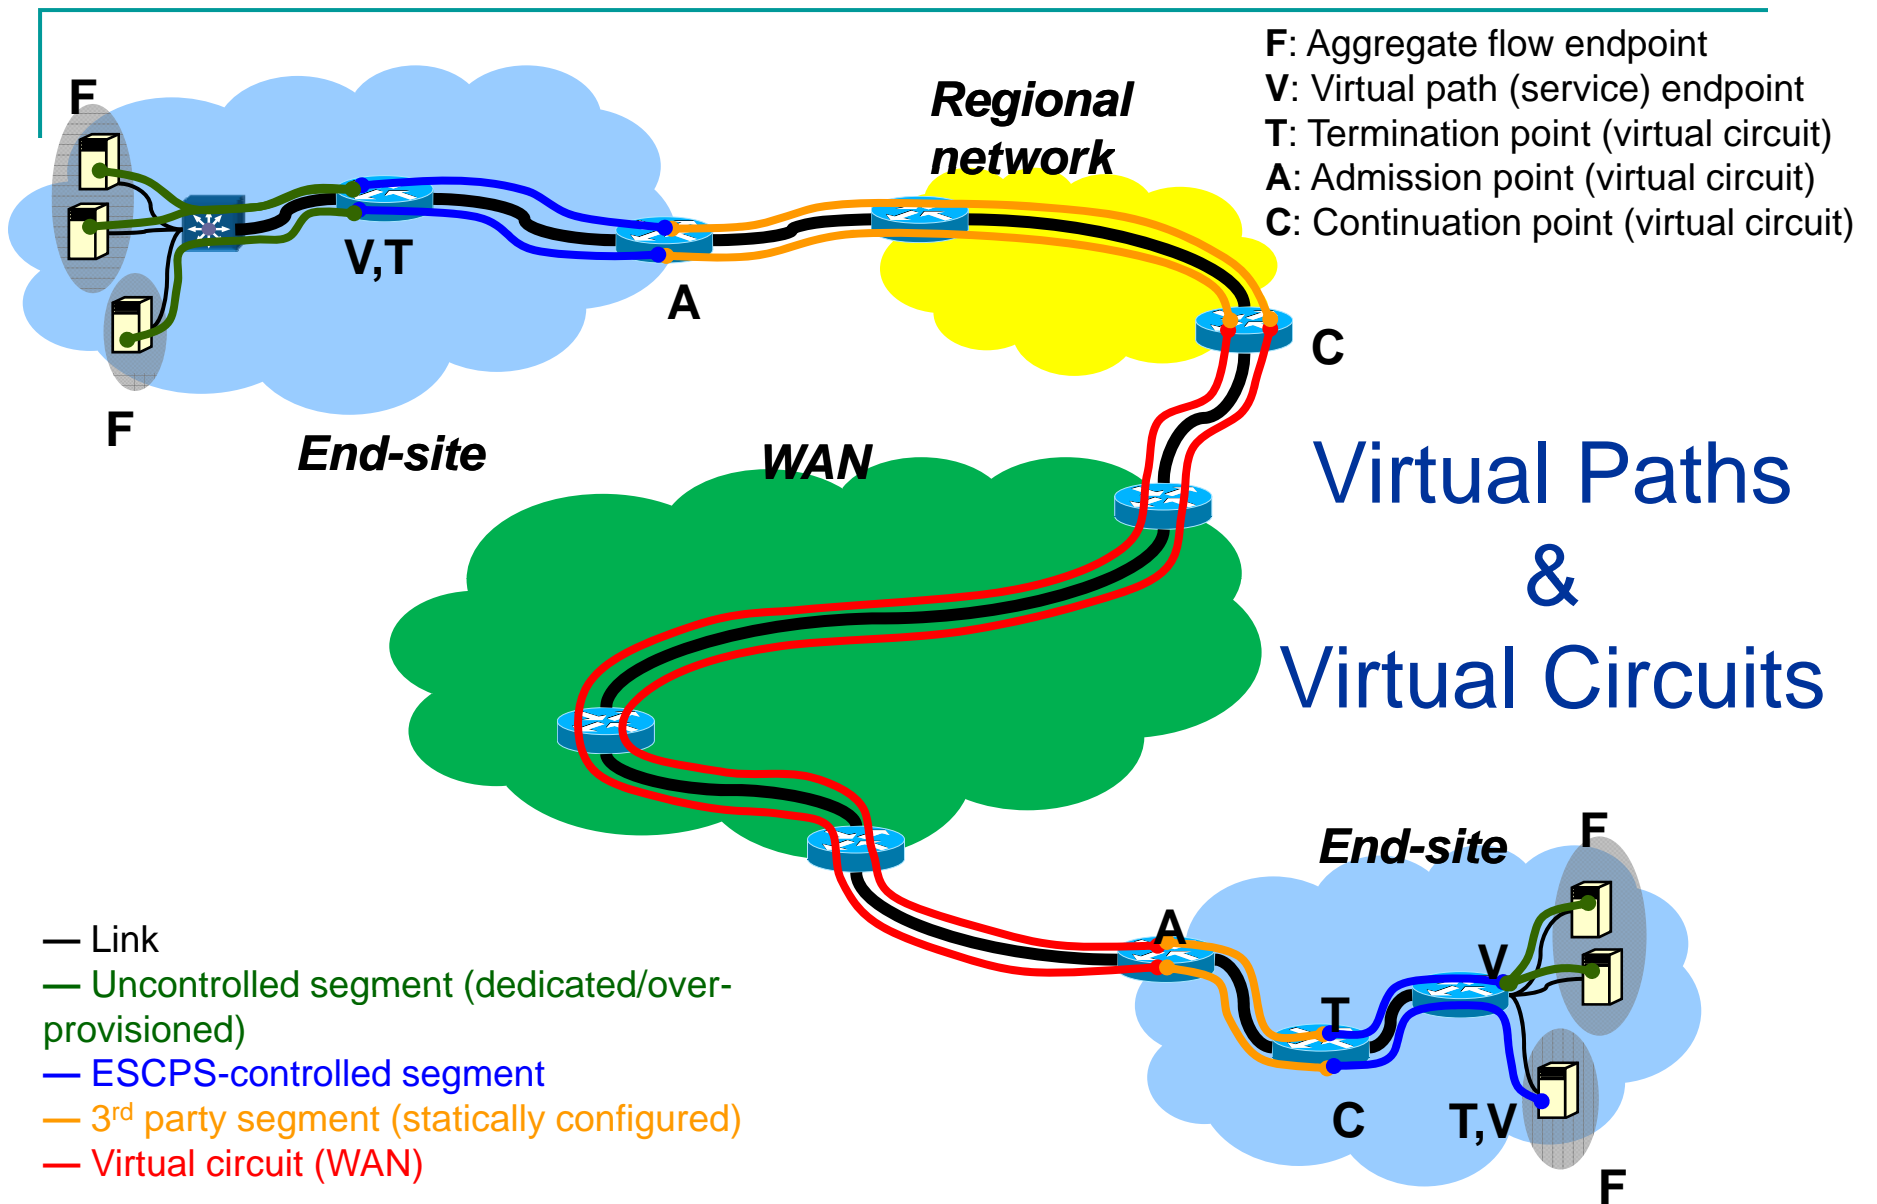 F: Aggregate flow endpoint
V: Virtual path (service) endpoint
T: Termination point (virtual circuit)
A: Admission point (virtual circuit)
C: Continuation point (virtual circuit)
F
Regional
network
V,T
A
C
F
End-site
WAN
Virtual Paths
&
Virtual Circuits
End-site
F
A
V
T
C
T,V
F
— Link
— Uncontrolled segment (dedicated/over-
provisioned)
— ESCPS-controlled segment
— 3rd party segment (statically configured)
— Virtual circuit (WAN)